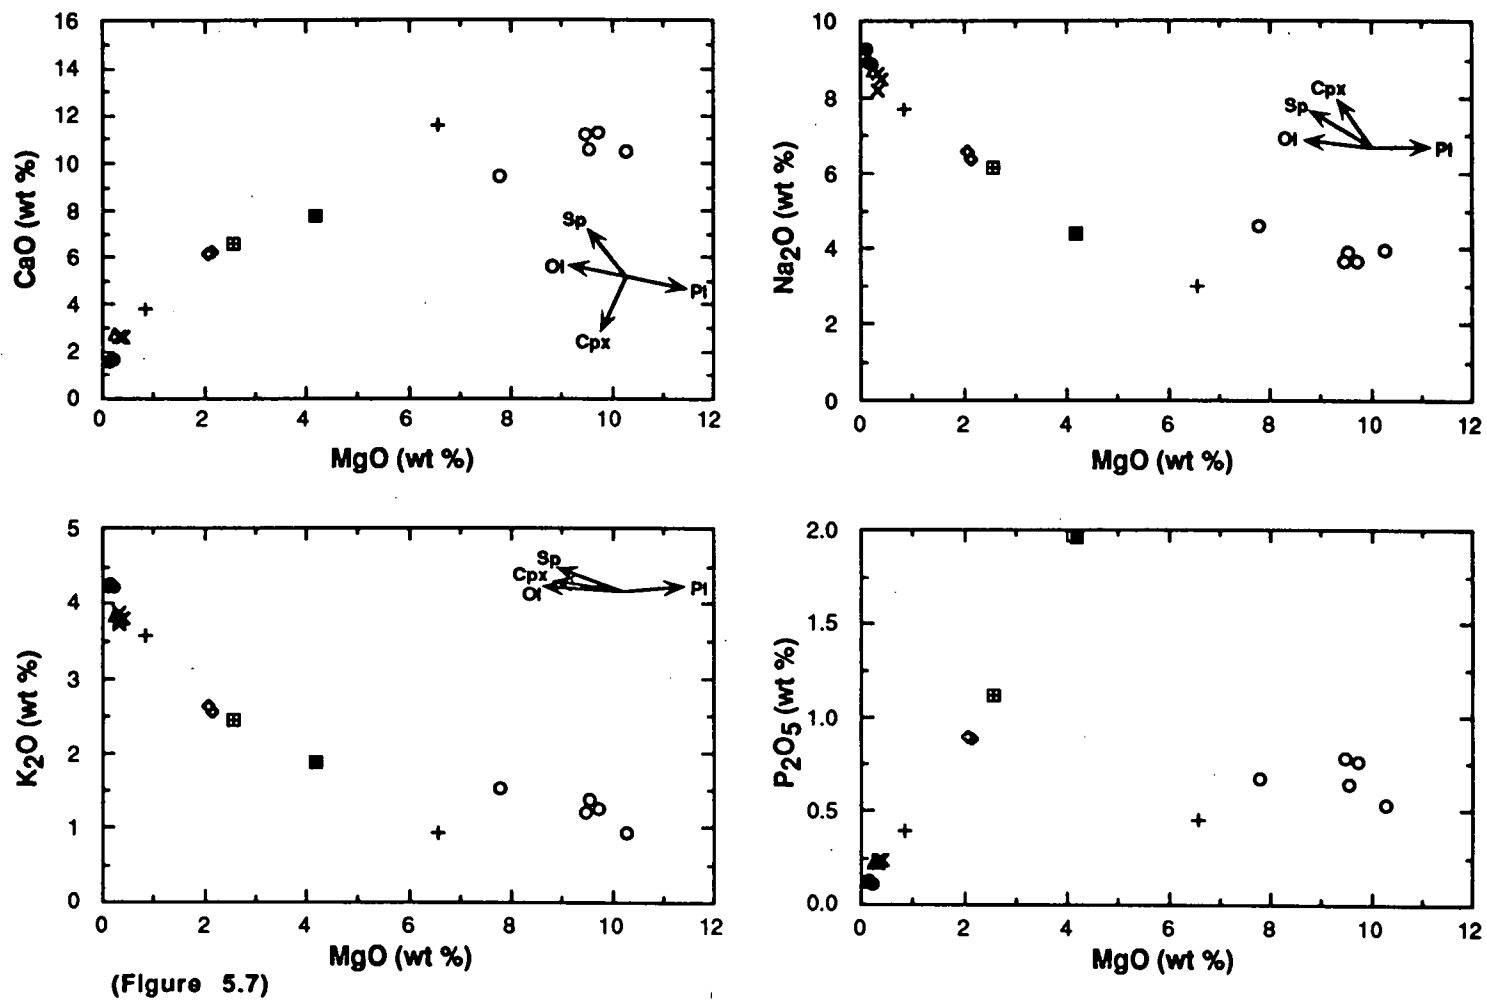 16
14
12
10
8
6
4
2
0
CaO (wt %)
Sp
Ol
Pl
Cpx
0 2 4 6 8 10 12
MgO (wt %)
10
8
6
4
2
0
Na2O (wt %)
Cpx
Sp
Ol
Pl
0 2 4 6 8 10 12
MgO (wt %)
5
4
3
2
1
0
K2O (wt %)
Sp
Cpx
Ol
Pl
0 2 4 6 8 10 12
MgO (wt %)
2.0
1.5
1.0
0.5
0.0
P2O5 (wt %)
0 2 4 6 8 10 12
MgO (wt %)
(Figure 5.7)